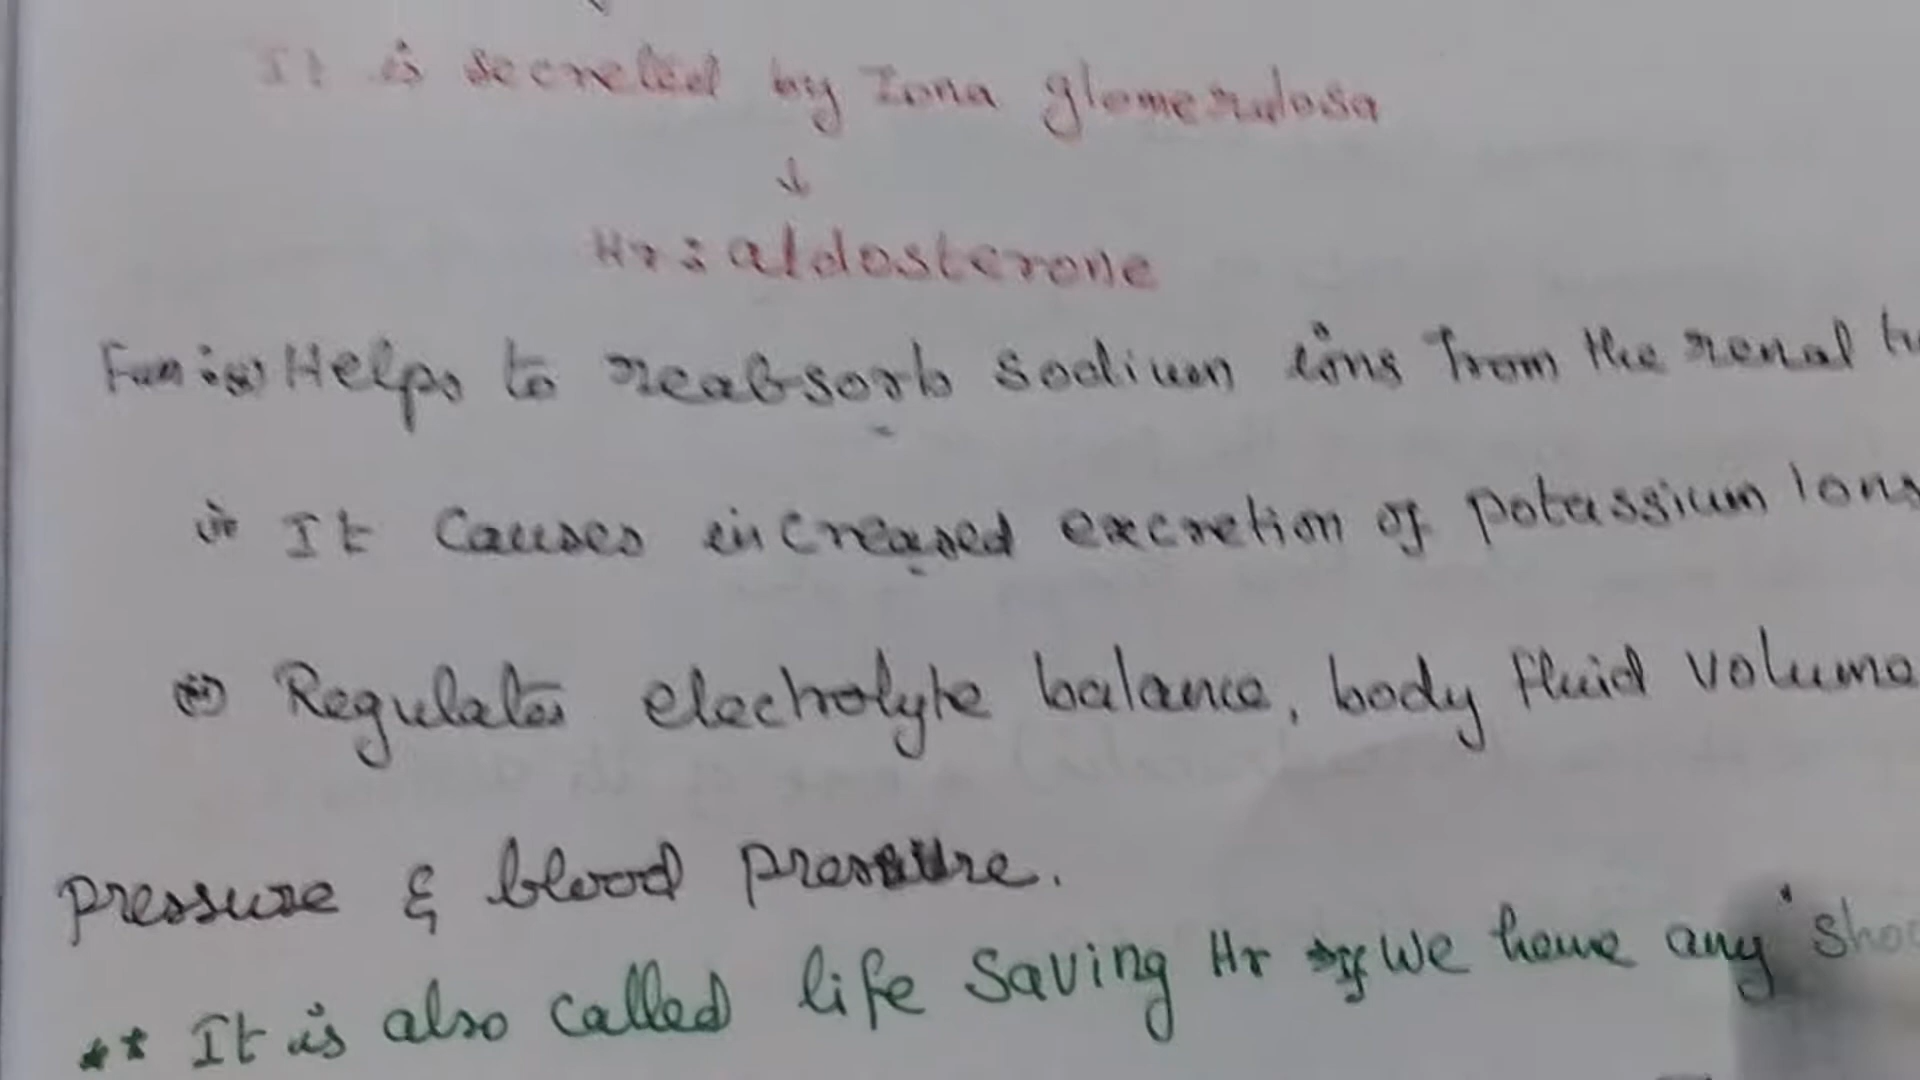 It is secreted by Zona glomerulosa
↓
Hr: aldosterone
Fun: (i) Helps to reabsorb sodium ions from the renal
ii) It causes increased excretion of potassium Ions
Regulates electrolyte balance, body fluid volume
pressure & blood pressure.
** It is also called life saving Hr If We have any